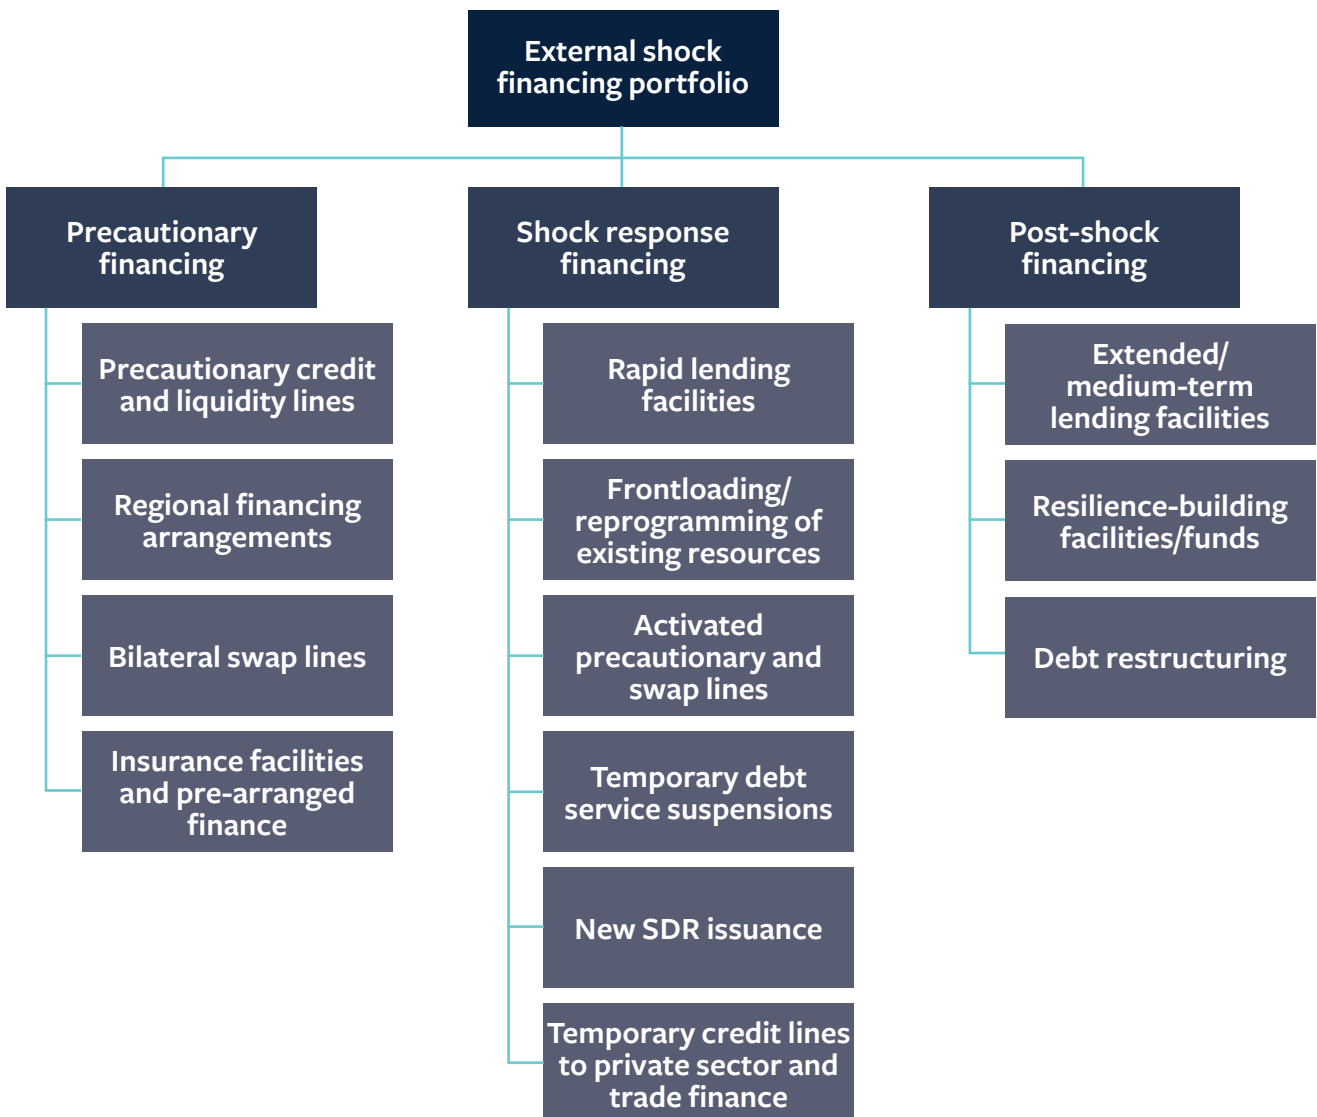 External shock
financing portfolio
Precautionary
financing
Precautionary credit
and liquidity lines
Regional financing
arrangements
Bilateral swap lines
Insurance facilities
and pre-arranged
finance
Shock response
financing
Rapid lending
facilities
Frontloading/
reprogramming of
existing resources
Activated
precautionary and
swap lines
Temporary debt
service suspensions
New SDR issuance
Temporary credit lines
to private sector and
trade finance
Post-shock
financing
Extended/
medium-term
lending facilities
Resilience-building
facilities/funds
Debt restructuring